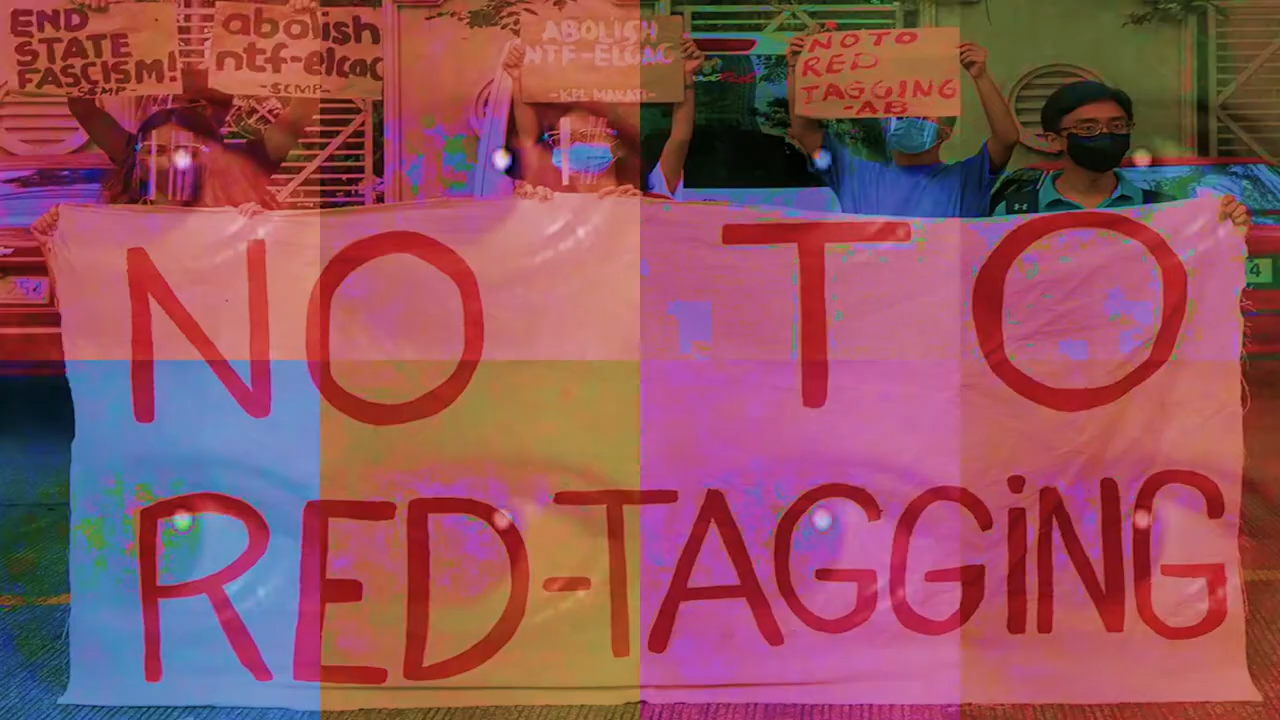 END
STATE
FASCISM!
-SCMP-
abolish
ntf-elcac
-SCMP-
ABOLISH
NTF-ELCAC
-KPL MAKATI-
NO TO
RED
TAGGING
-AB-
NO TO
RED-TAGGING